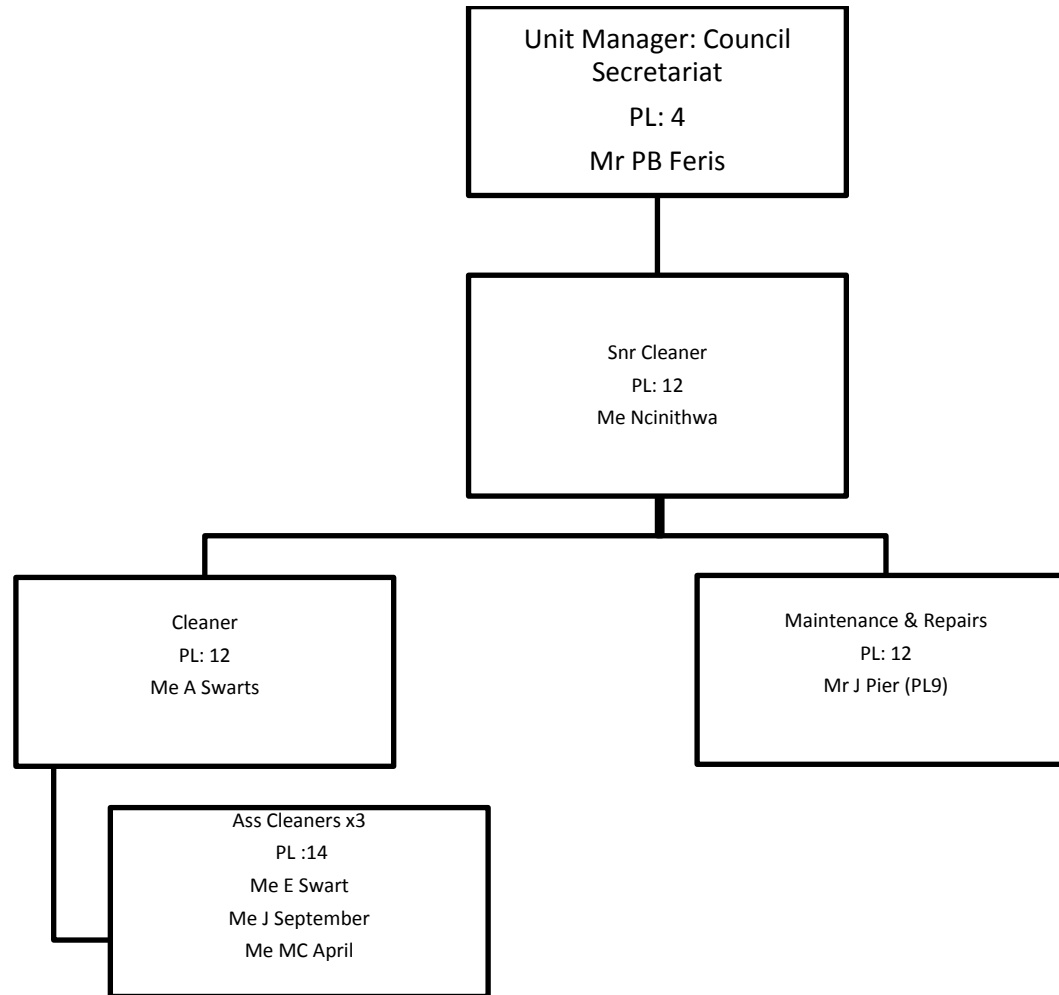 Unit Manager: Council
Secretariat
PL: 4
Mr PB Feris
Snr Cleaner
PL: 12
Me Ncinithwa
Cleaner
PL: 12
Me A Swarts
Maintenance & Repairs
PL: 12
Mr J Pier (PL9)
Ass Cleaners x3
PL :14
Me E Swart
Me J September
Me MC April